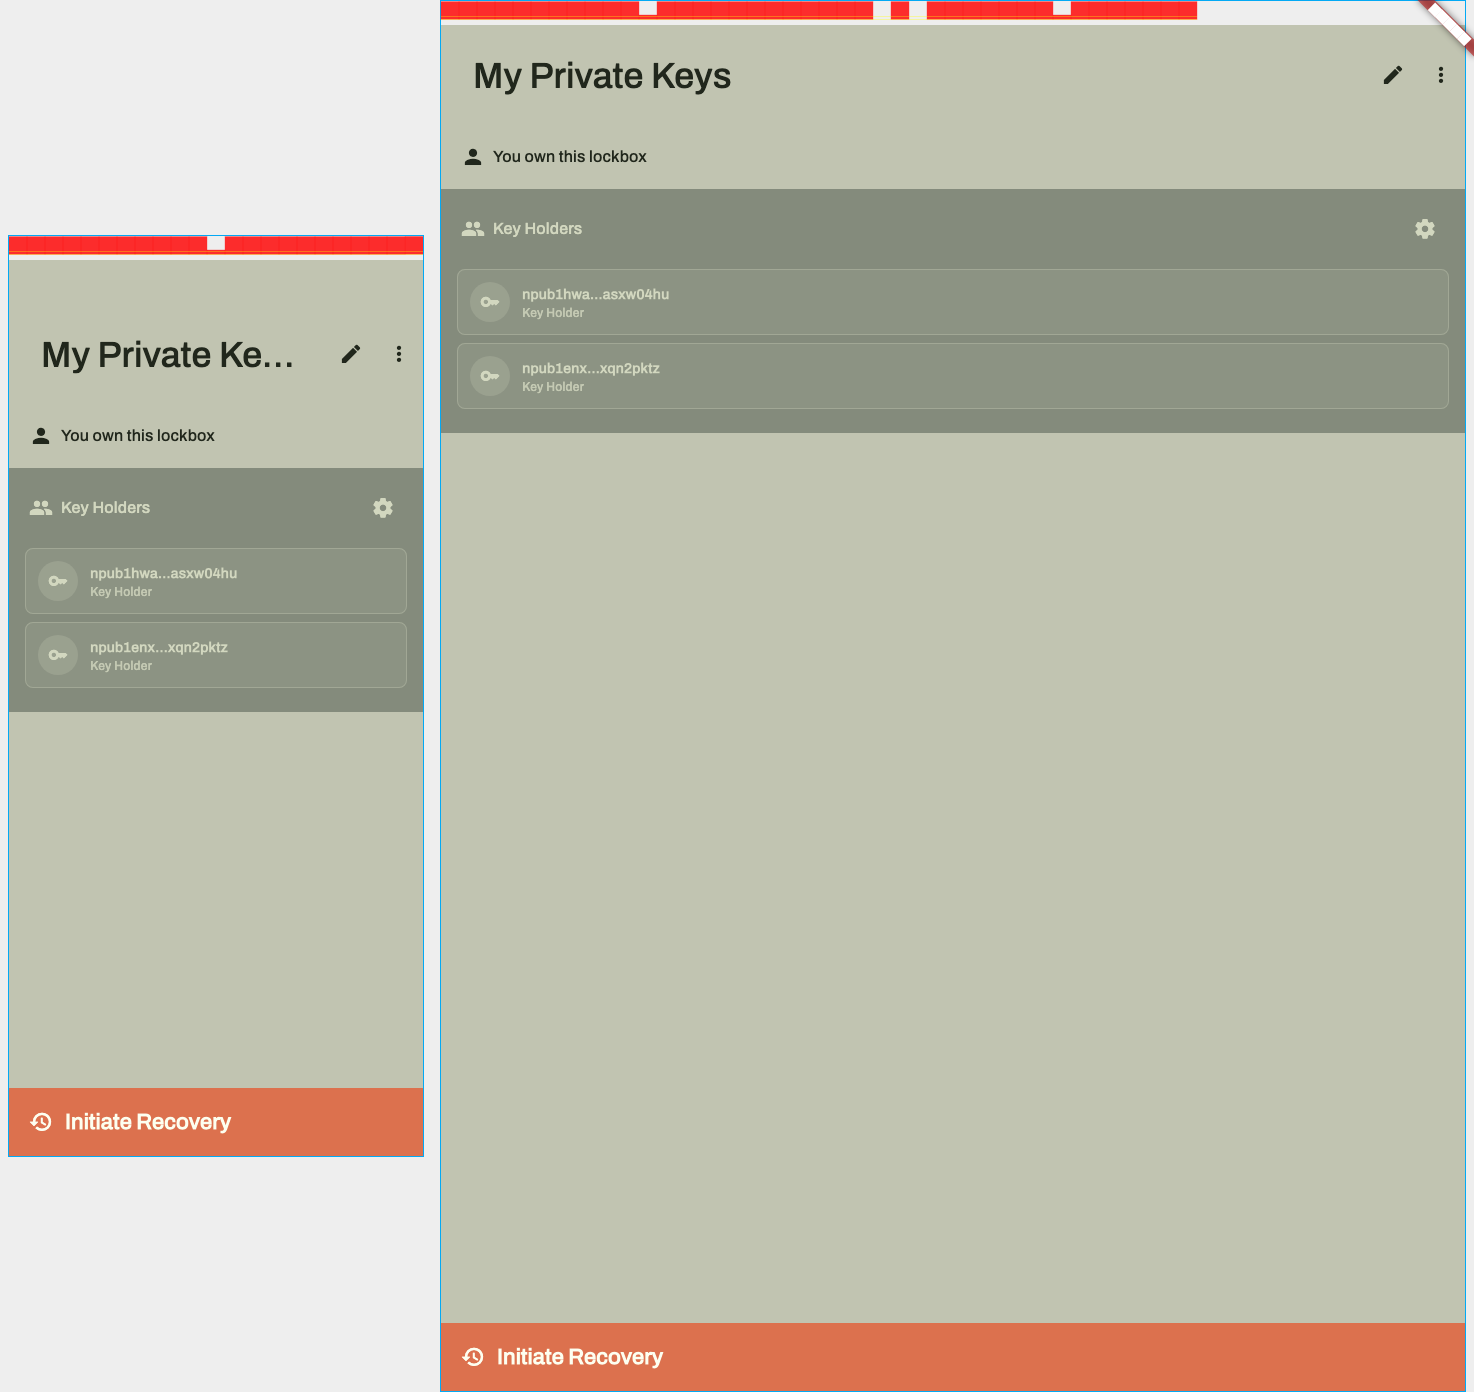 My Private Ke...
You own this lockbox
Key Holders
npub1hwa...asxw04hu
Key Holder
npub1enx...xqn2pktz
Key Holder
Initiate Recovery
My Private Keys
You own this lockbox
Key Holders
npub1hwa...asxw04hu
Key Holder
npub1enx...xqn2pktz
Key Holder
Initiate Recovery